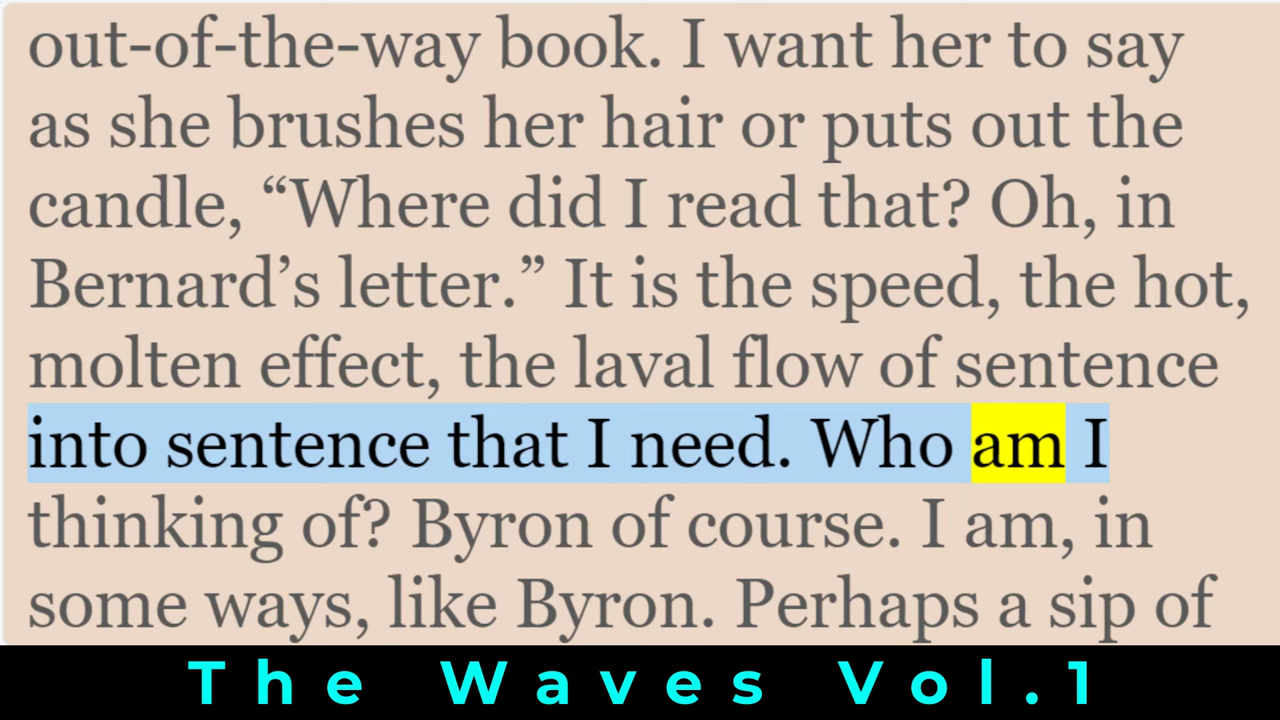 out-of-the-way book. I want her to say
as she brushes her hair or puts out the
candle, “Where did I read that? Oh, in
Bernard’s letter.” It is the speed, the hot,
molten effect, the laval flow of sentence
into sentence that I need. Who am I
thinking of? Byron of course. I am, in
some ways, like Byron. Perhaps a sip of
The Waves Vol.1